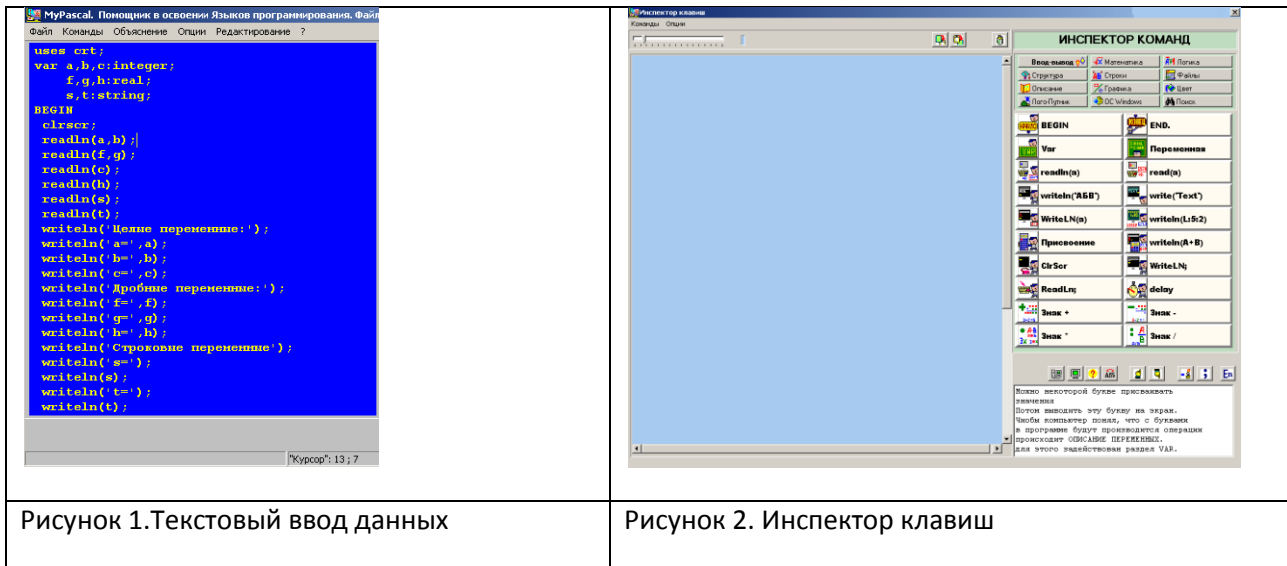 MyPascal. Помощник в освоении Языков программирования. Файл
Файл Команды Объяснение Опции Редактирование ?
uses crt;
var a,b,c:integer;
f,g,h:real;
s,t:string;
BEGIN
clrscr;
readln(a,b);
readln(f,g);
readln(c);
readln(h);
readln(s);
readln(t);
writeln('Целые переменные:');
writeln('a=',a);
writeln('b=',b);
writeln('c=',c);
writeln('Дробные переменные:');
writeln('f=',f);
writeln('g=',g);
writeln('h=',h);
writeln('Строковые переменные');
writeln('s=');
writeln(s);
writeln('t=');
writeln(t);
"Курсор": 13 ; 7
Рисунок 1.Текстовый ввод данных
Инспектор клавиш
Команды Опции
ИНСПЕКТОР КОМАНД
Ввод-вывод Математика Логика
Структура Строки Файлы
Описание Графика Цвет
Лого-Путник ОС Windows Поиск
BEGIN END.
Var Переменная
readln(a) read(a)
writeln('АБВ') write('Text')
WriteLN(a) writeln(L:5:2)
Присвоение writeln(A+B)
ClrScr WriteLN;
ReadLn; delay
Знак + Знак -
Знак * Знак /
En
Можно некоторой букве присваивать
значения
Потом выводить эту букву на экран.
Чтобы компьютер понял, что с буквами
в программе будут производится операции
происходит ОПИСАНИЕ ПЕРЕМЕННЫХ.
для этого задействован раздел VAR.
Рисунок 2. Инспектор клавиш